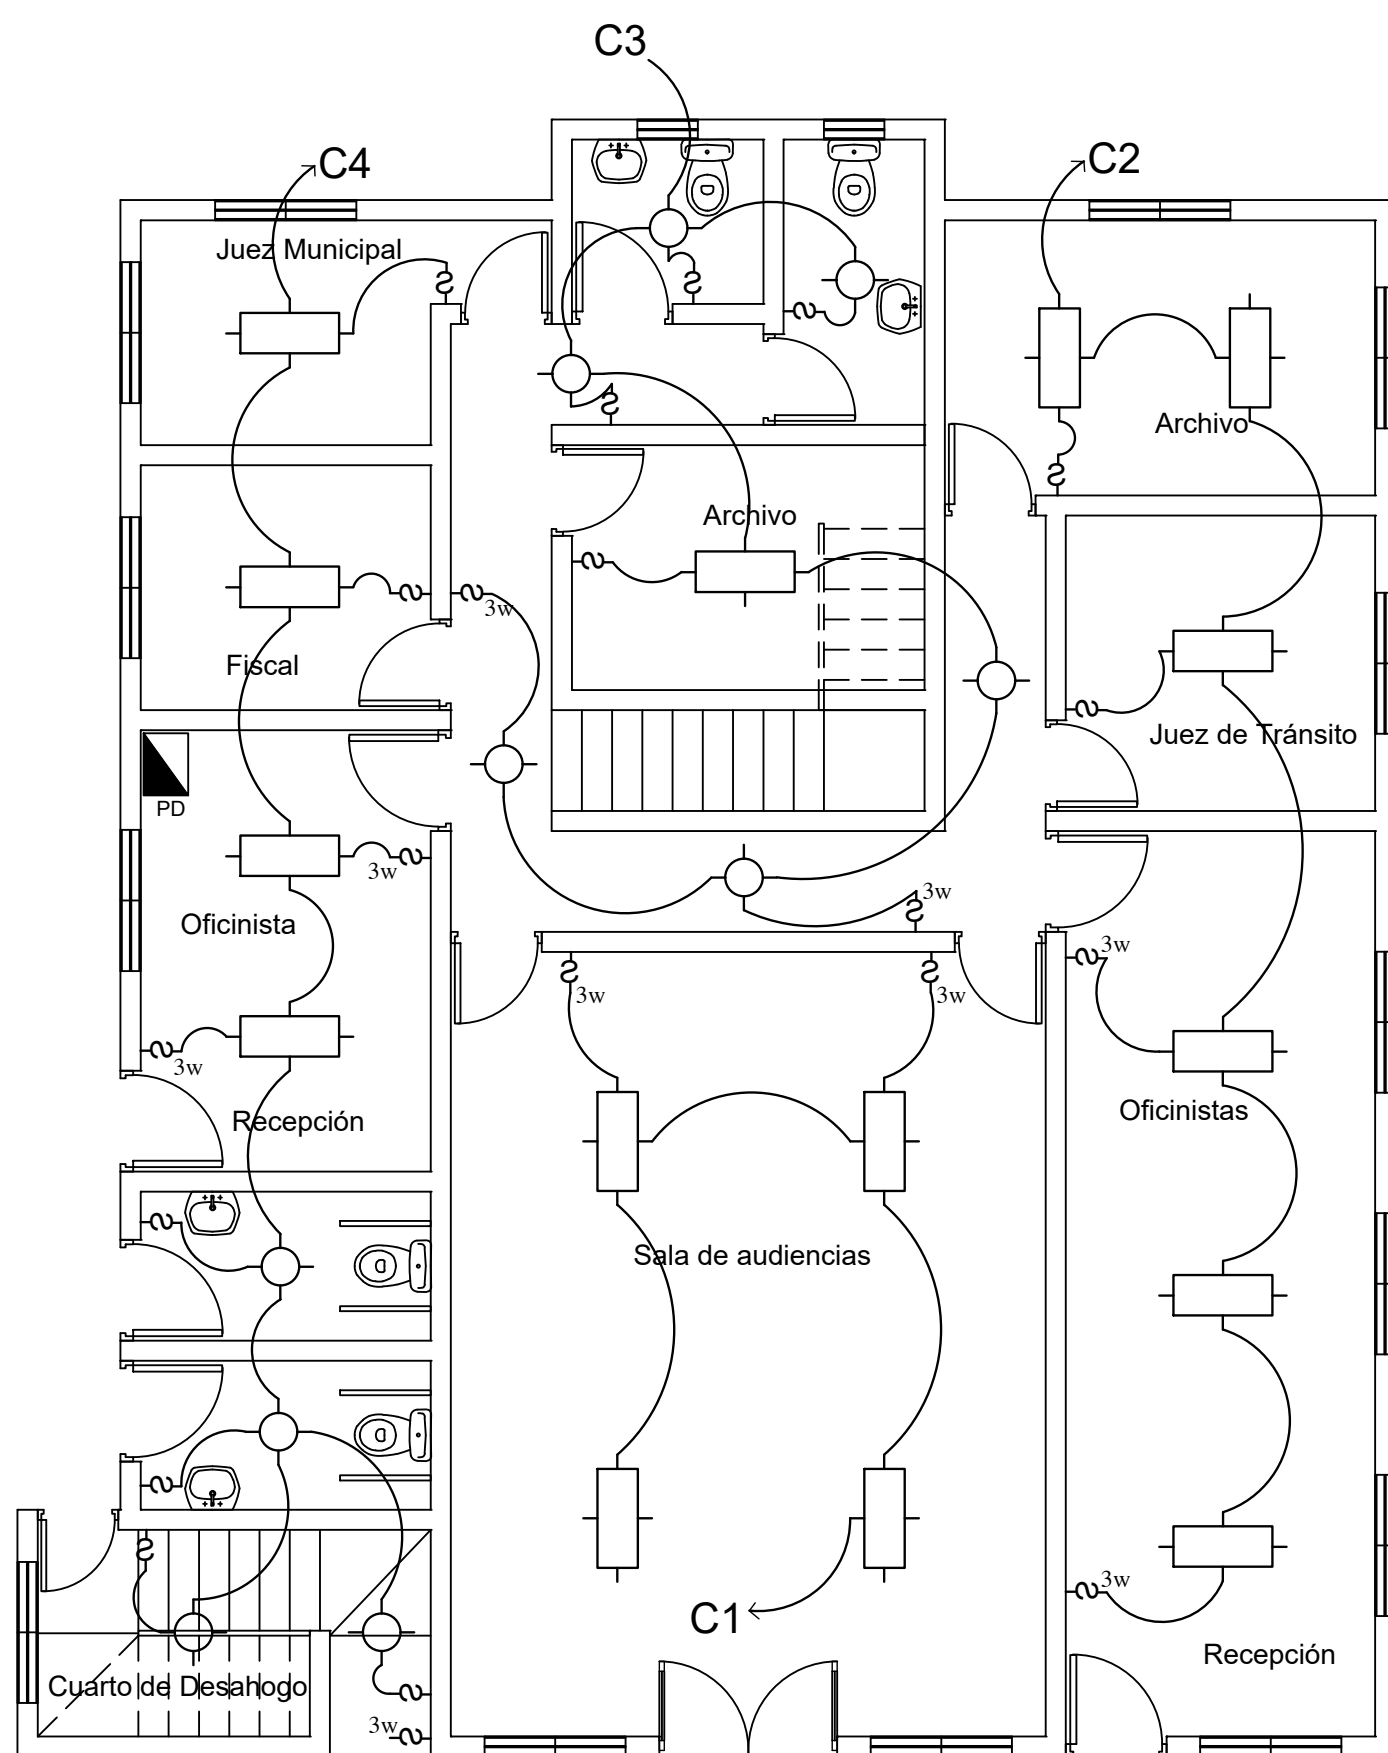 C3
C4
C2
Juez Municipal
S
S
S
S
Archivo
S
Archivo
S
S
S
S 3w
Fiscal
S
Juez de Tránsito
PD
3w S
3w
S
Oficinista
S 3w
S
3w
S
3w
S
3w
Recepción
Oficinistas
S
Sala de audiencias
S
S
S 3w
C1
Recepción
Cuarto de Desahogo
S
3w S